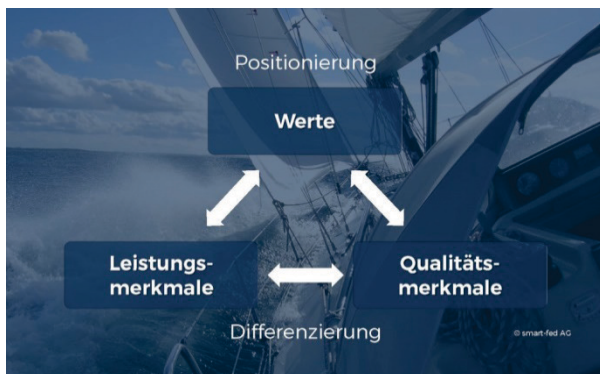 Positionierung
Werte
Leistungs-
merkmale
Qualitäts-
merkmale
Differenzierung
© smart-fed AG